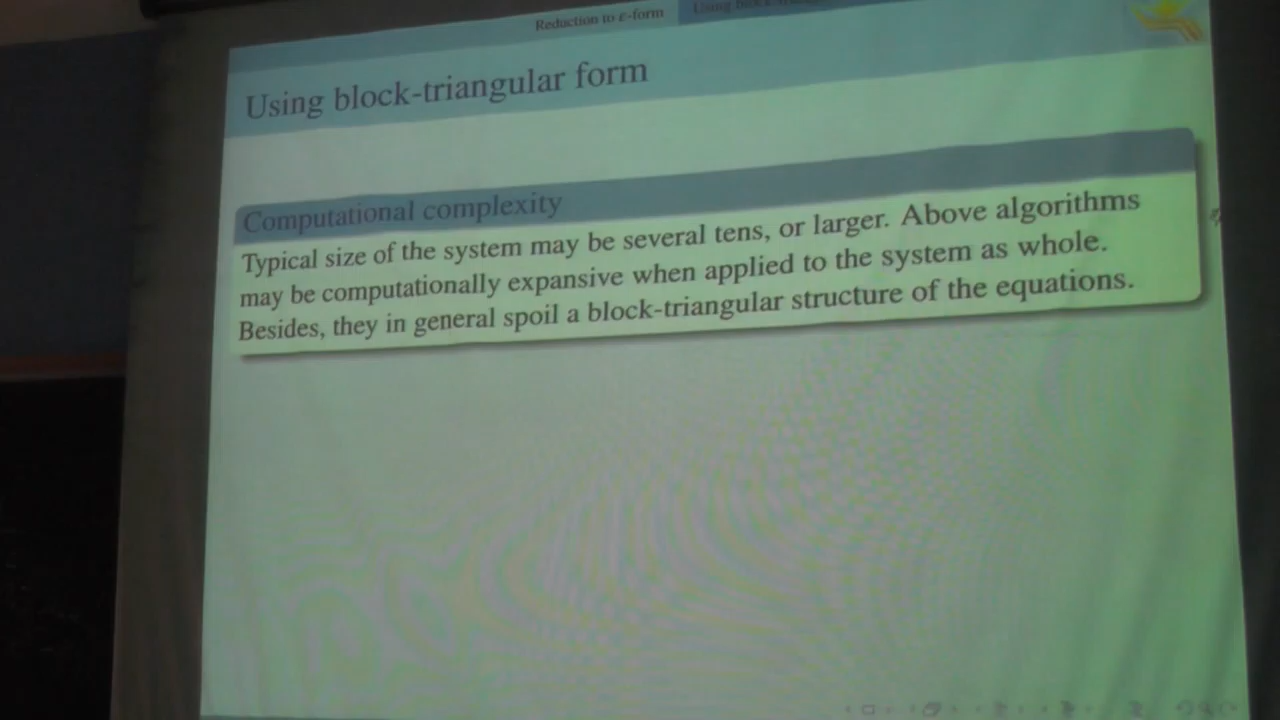 Reduction to ε-form
Using block-triangular form
Computational complexity
Typical size of the system may be several tens, or larger. Above algorithms
may be computationally expansive when applied to the system as whole.
Besides, they in general spoil a block-triangular structure of the equations.